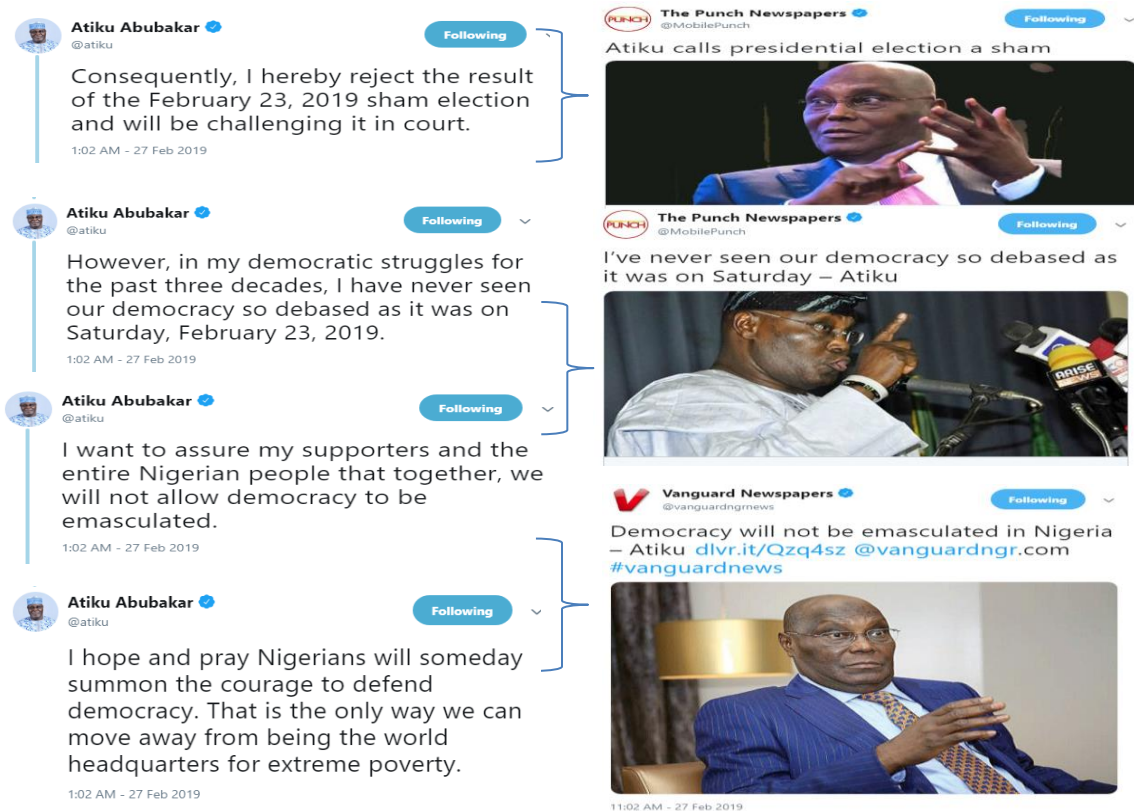 Atiku Abubakar
@atiku
Following
Consequently, I hereby reject the result
of the February 23, 2019 sham election
and will be challenging it in court.
1:02 AM - 27 Feb 2019
Atiku Abubakar
@atiku
Following
However, in my democratic struggles for
the past three decades, I have never seen
our democracy so debased as it was on
Saturday, February 23, 2019.
1:02 AM - 27 Feb 2019
Atiku Abubakar
@atiku
Following
I want to assure my supporters and the
entire Nigerian people that together, we
will not allow democracy to be
emasculated.
1:02 AM - 27 Feb 2019
Atiku Abubakar
@atiku
Following
I hope and pray Nigerians will someday
summon the courage to defend
democracy. That is the only way we can
move away from being the world
headquarters for extreme poverty.
1:02 AM - 27 Feb 2019
PUNCH
The Punch Newspapers
@MobilePunch
Following
Atiku calls presidential election a sham
PUNCH
The Punch Newspapers
@MobilePunch
Following
I've never seen our democracy so debased as
it was on Saturday – Atiku
ARISE
NEWS
Vanguard Newspapers
@vanguardngrnews
Following
Democracy will not be emasculated in Nigeria
– Atiku dlvr.it/Qzq4sz @vanguardngr.com
#vanguardnews
11:02 AM - 27 Feb 2019